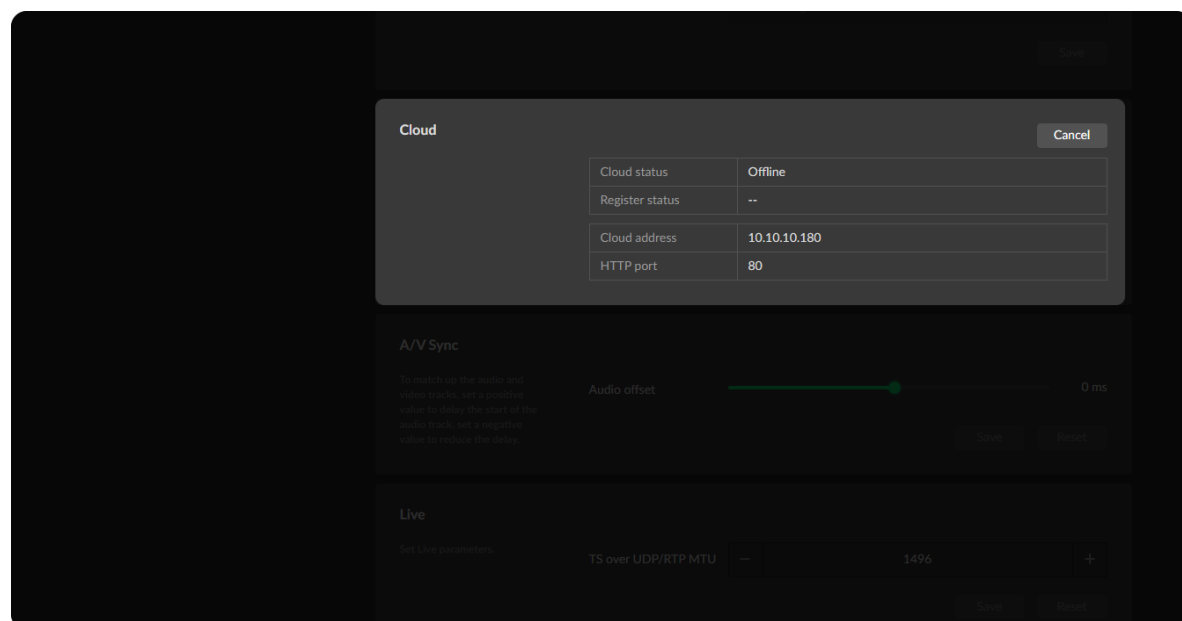 Save
Cloud
Cancel
Cloud status Offline
Register status --
Cloud address 10.10.10.180
HTTP port 80
A/V Sync
To match up the audio and
video tracks, set a positive
value to delay the start of the
audio track, set a negative
value to reduce the delay.
Audio offset 0 ms
Save Reset
Live
Set Live parameters.
TS over UDP/RTP MTU − 1496 +
Save Reset